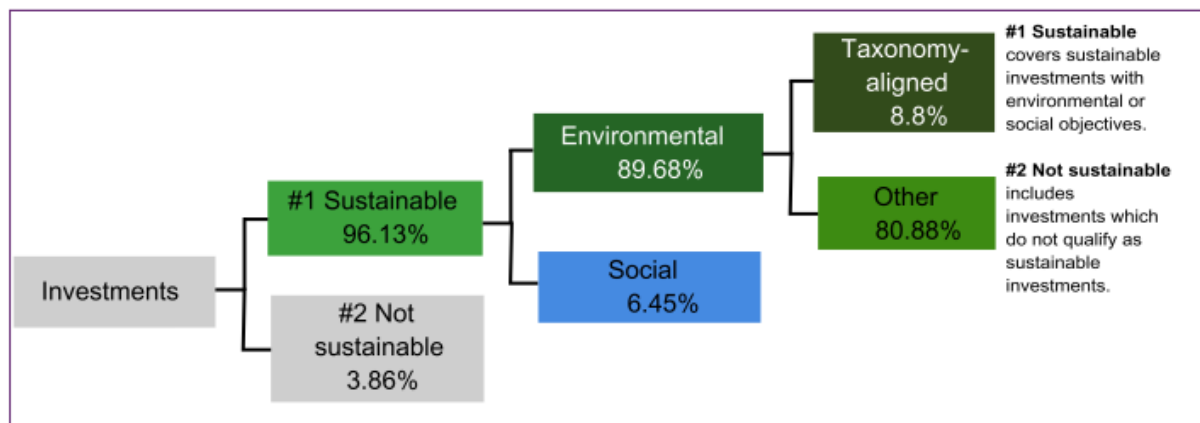 Investments
#1 Sustainable
96.13%
#2 Not
sustainable
3.86%
Environmental
89.68%
Social
6.45%
Taxonomy-
aligned
8.8%
Other
80.88%
#1 Sustainable
covers sustainable
investments with
environmental or
social objectives.
#2 Not sustainable
includes
investments which
do not qualify as
sustainable
investments.